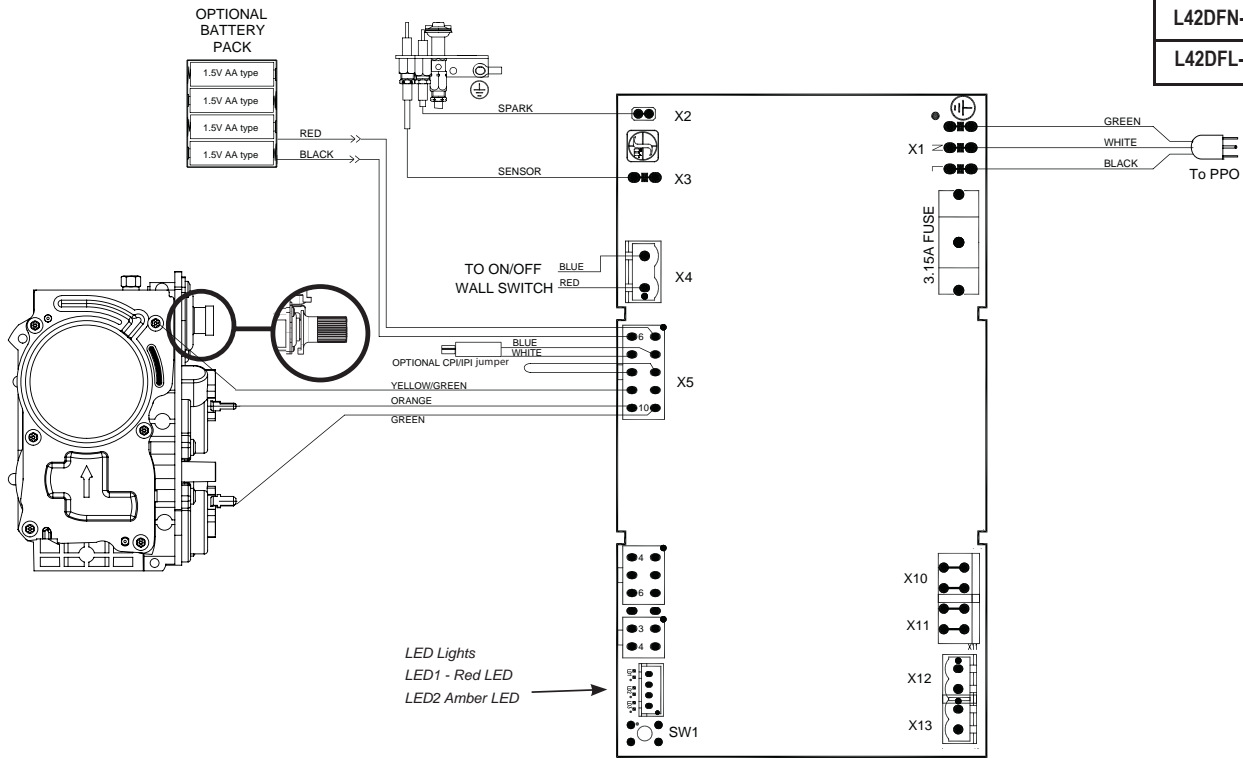 OPTIONAL
BATTERY
PACK
1.5V AA type
1.5V AA type
1.5V AA type
1.5V AA type
RED
BLACK
SPARK
SENSOR
X2
X3
X1
N
L
GREEN
WHITE
BLACK
To PPO
L42DFN-
L42DFL-
3.15A FUSE
TO ON/OFF
WALL SWITCH
BLUE
RED
X4
6
BLUE
WHITE
OPTIONAL CPI/IPI jumper
X5
YELLOW/GREEN
ORANGE
10
GREEN
4
6
3
4
X10
X11
X11
X12
X13
LED Lights
LED1 - Red LED
LED2 Amber LED
SW1